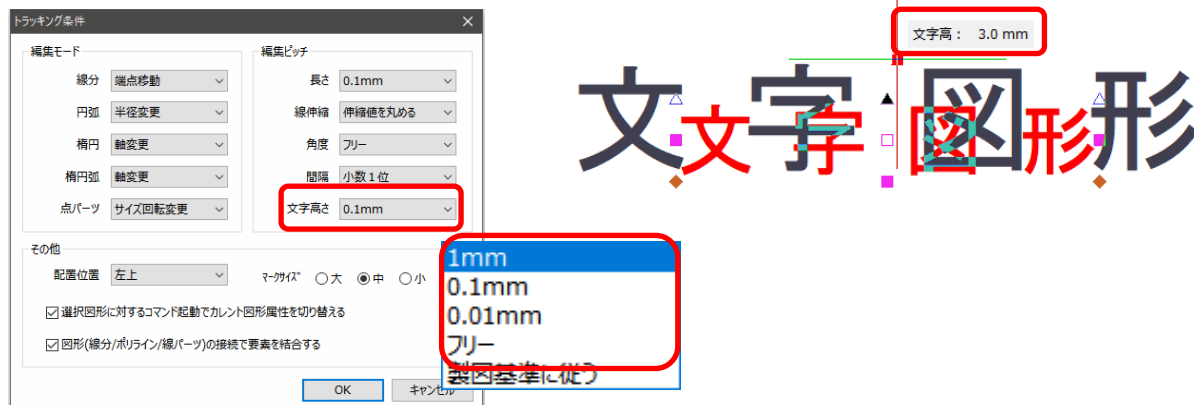 トラッキング条件
編集モード
線分 端点移動
円弧 半径変更
楕円 軸変更
楕円弧 軸変更
点パーツ サイズ回転変更
編集ピッチ
長さ 0.1mm
線伸縮 伸縮値を丸める
角度 フリー
間隔 小数1位
文字高さ 0.1mm
その他
配置位置 左上
マークサイズ 大 中 小
選択図形に対するコマンド起動でカレント図形属性を切り替える
図形(線分/ポリライン/線パーツ)の接続で要素を結合する
OK キャンセル
1mm
0.1mm
0.01mm
フリー
製図基準に従う
文字高： 3.0 mm
文字図形
文字図形